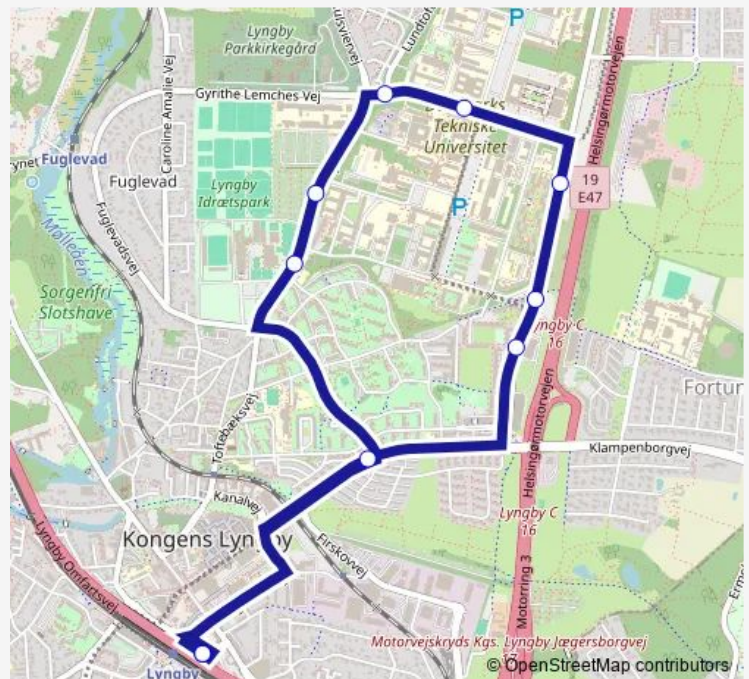 Lyngby
Parkkirkegård
Lundtof
P
Helsingørmotorvejen
Caroline Amalie Vej
Gyrithe Lemches Vej
Tekniske
Universitet
Fuglevad
Fuglevad
Lyngby
Idrætspark
19
E47
P
Fuglevadsvej
Mølleåen
Sorgenfri
Slotshave
yngby C
16
Fortun
Helsingørmotorvejen
Toftebæksvej
Klampenborgvej
Kanalvej
Lyngby C
16
Kongens Lyngby
Firskovvej
Lyngby Omfartsvej
Motorring 3
Motorvejskryds Kgs. Lyngby Jægersborgvej
Lyngby
© OpenStreetMap contributors